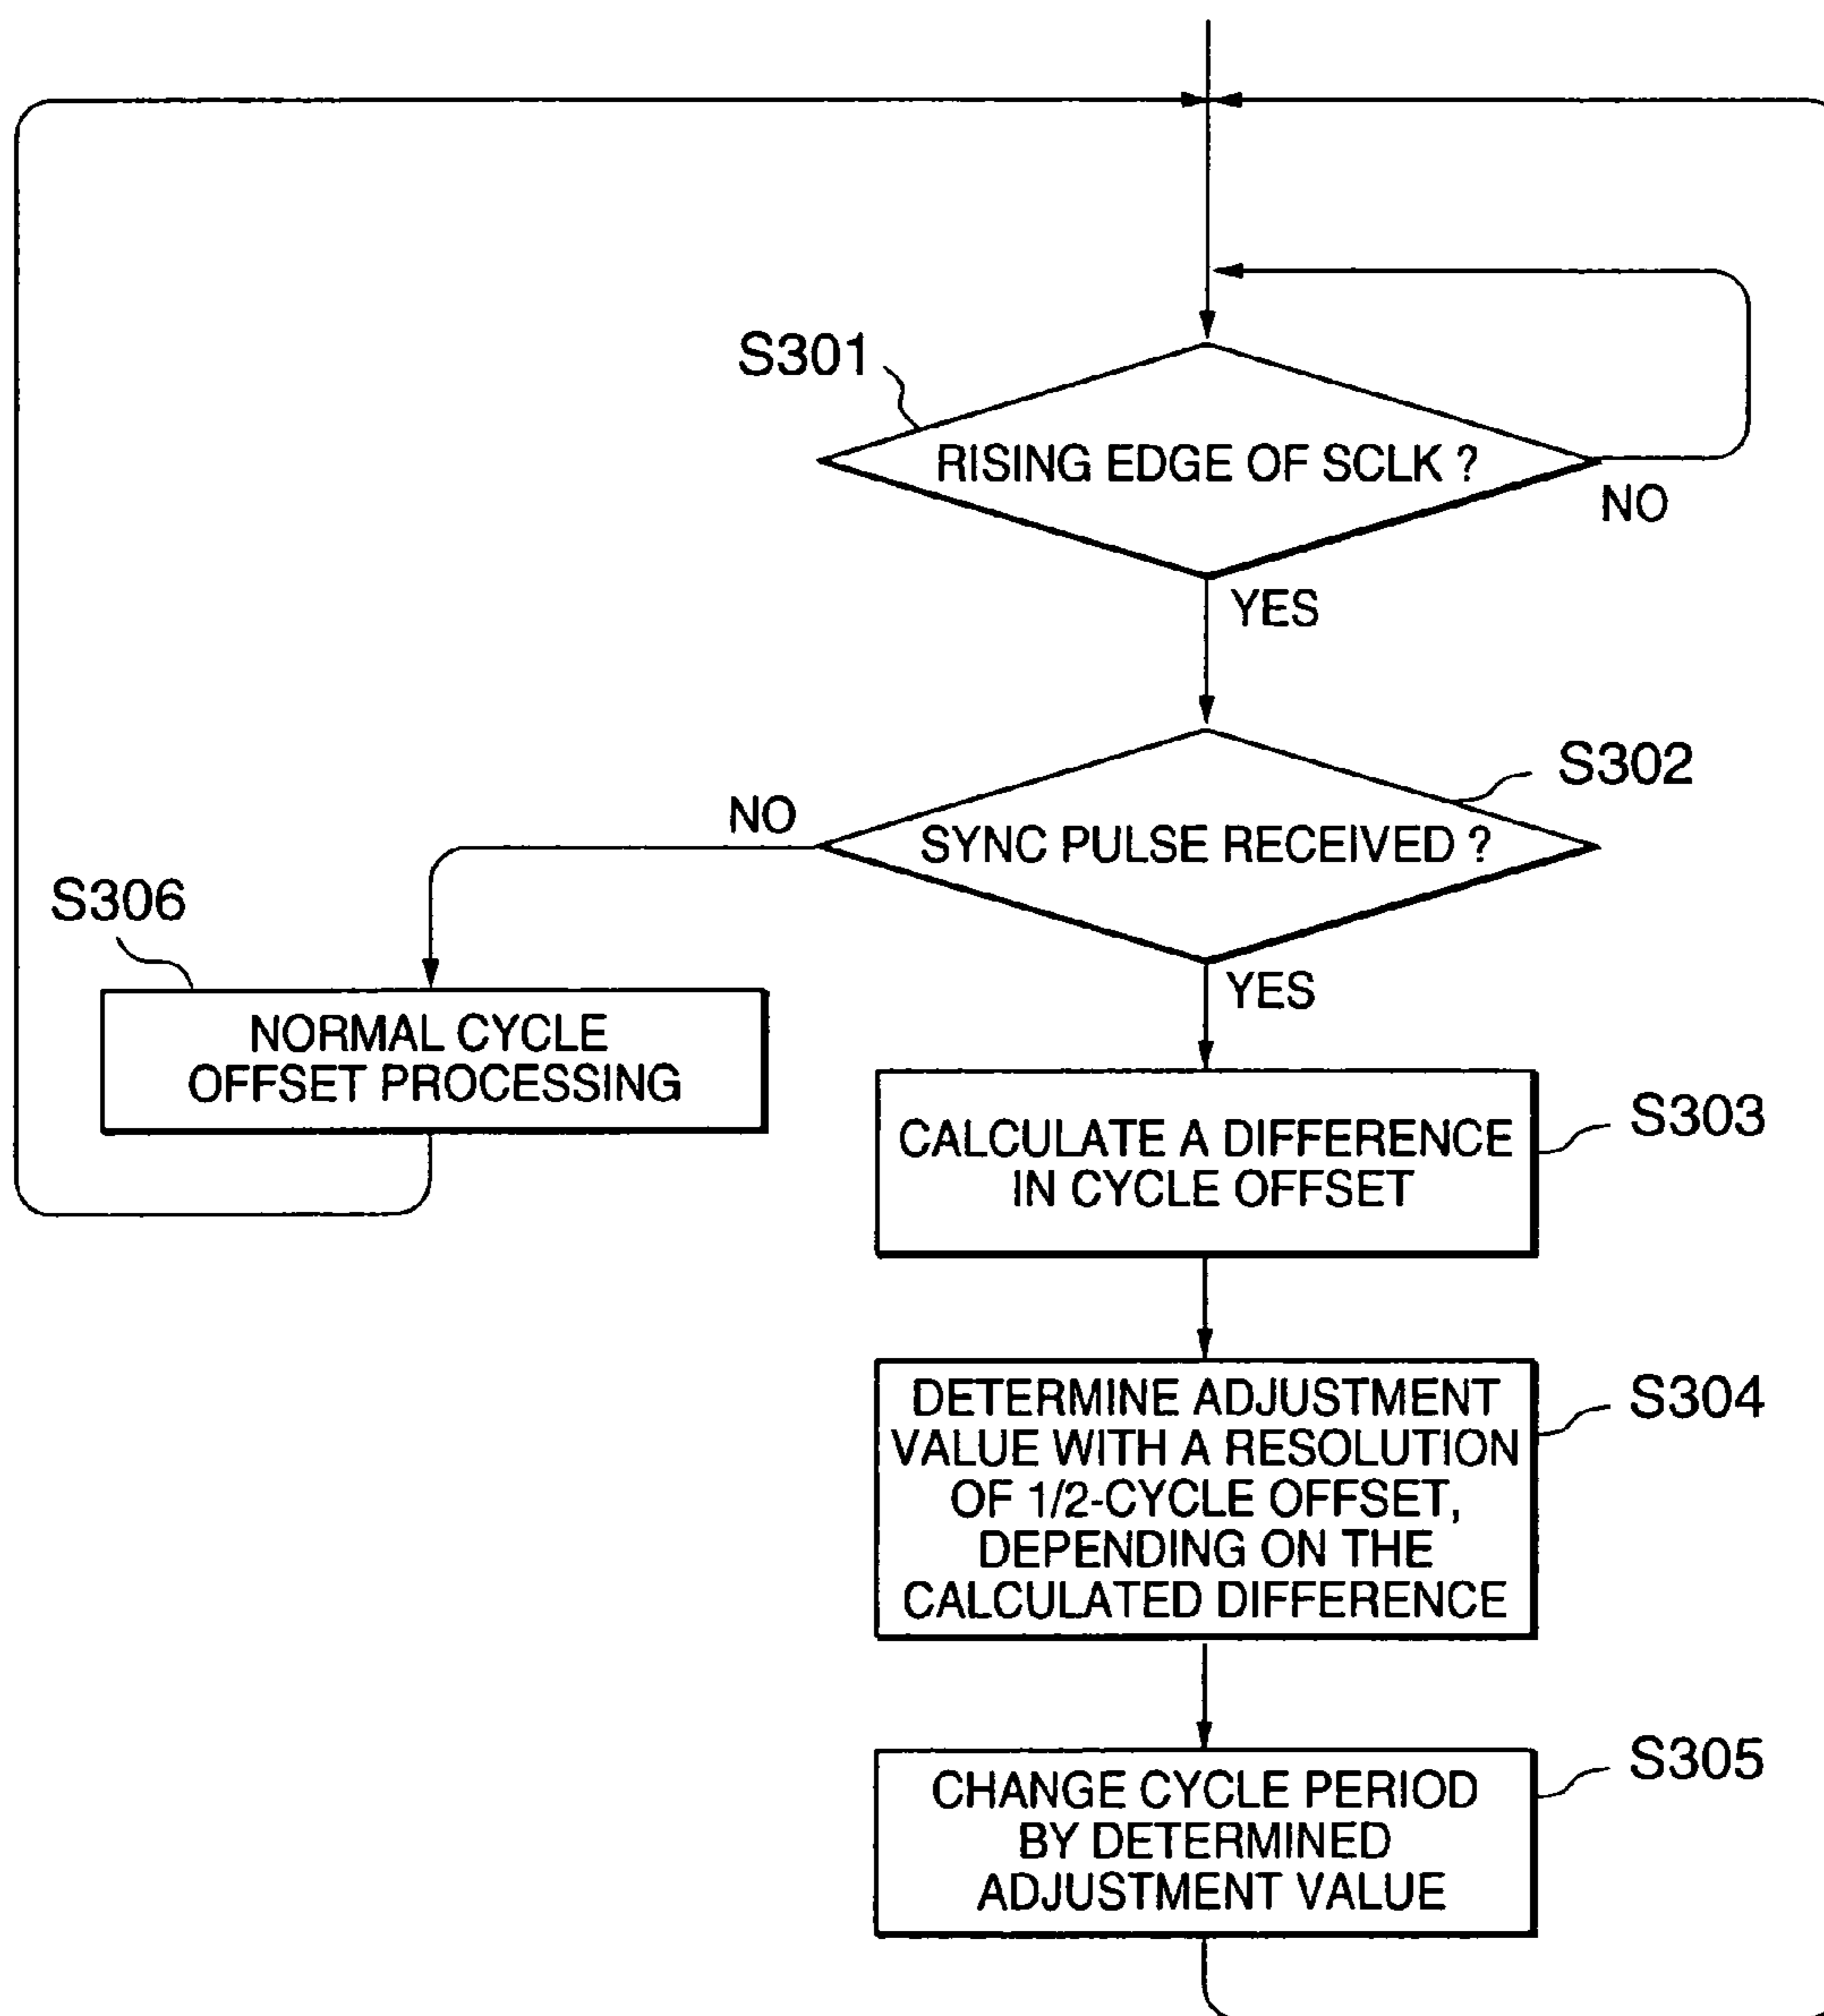 S301
RISING EDGE OF SCLK ?
NO
YES
S302
NO
SYNC PULSE RECEIVED ?
S306
YES
NORMAL CYCLE
OFFSET PROCESSING
S303
CALCULATE A DIFFERENCE
IN CYCLE OFFSET
S304
DETERMINE ADJUSTMENT
VALUE WITH A RESOLUTION
OF 1/2-CYCLE OFFSET,
DEPENDING ON THE
CALCULATED DIFFERENCE
S305
CHANGE CYCLE PERIOD
BY DETERMINED
ADJUSTMENT VALUE